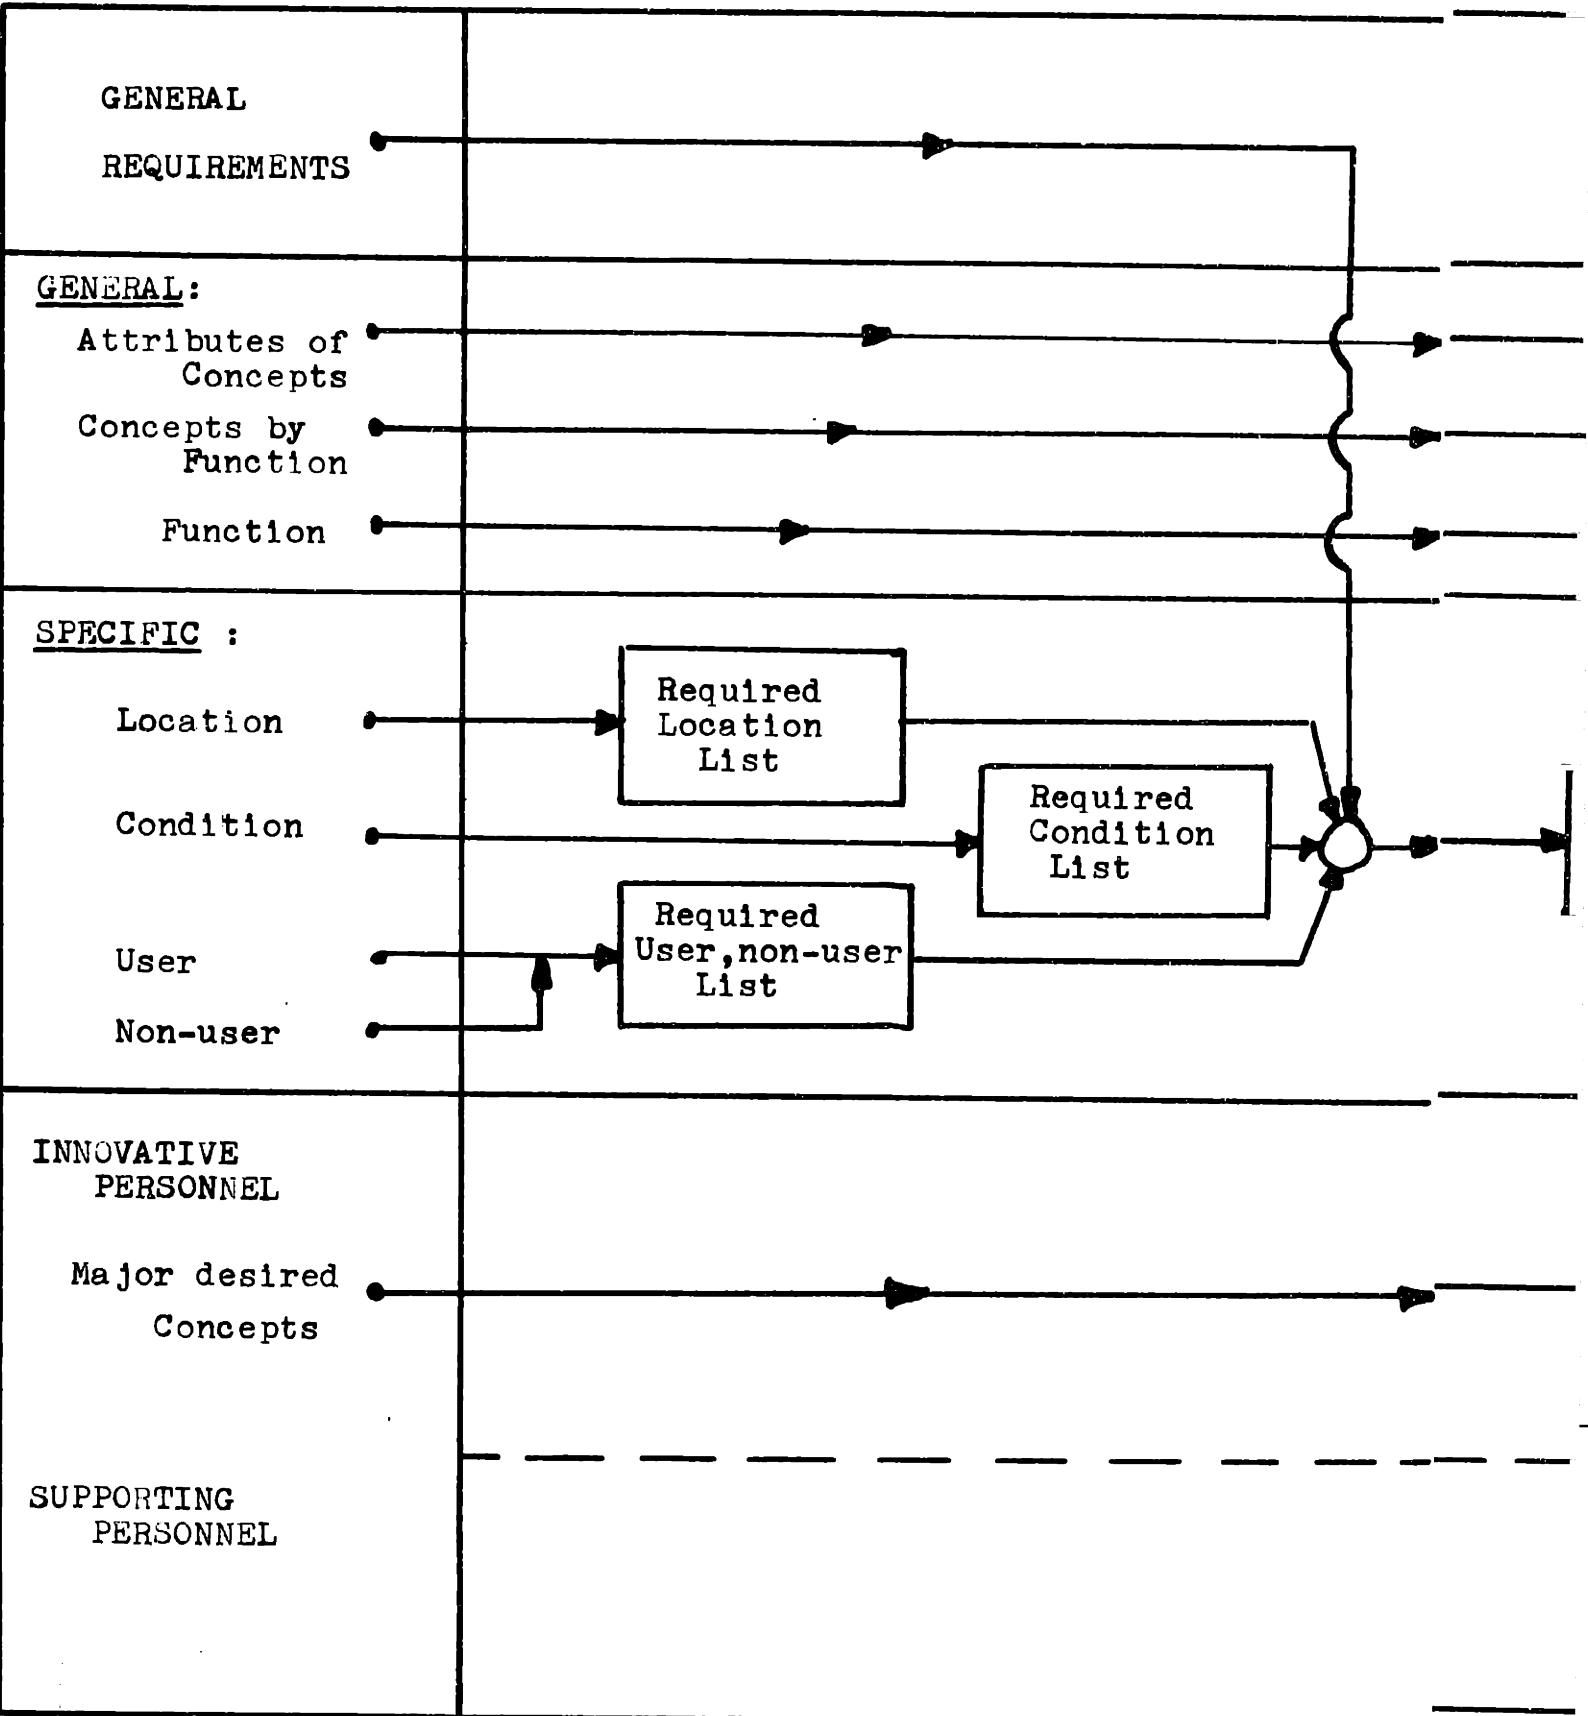 GENERAL
REQUIREMENTS
GENERAL:
Attributes of
Concepts
Concepts by
Function
Function
SPECIFIC :
Location
Required
Location
List
Condition
Required
Condition
List
User
Non-user
Required
User,non-user
List
INNOVATIVE
PERSONNEL
Major desired
Concepts
SUPPORTING
PERSONNEL